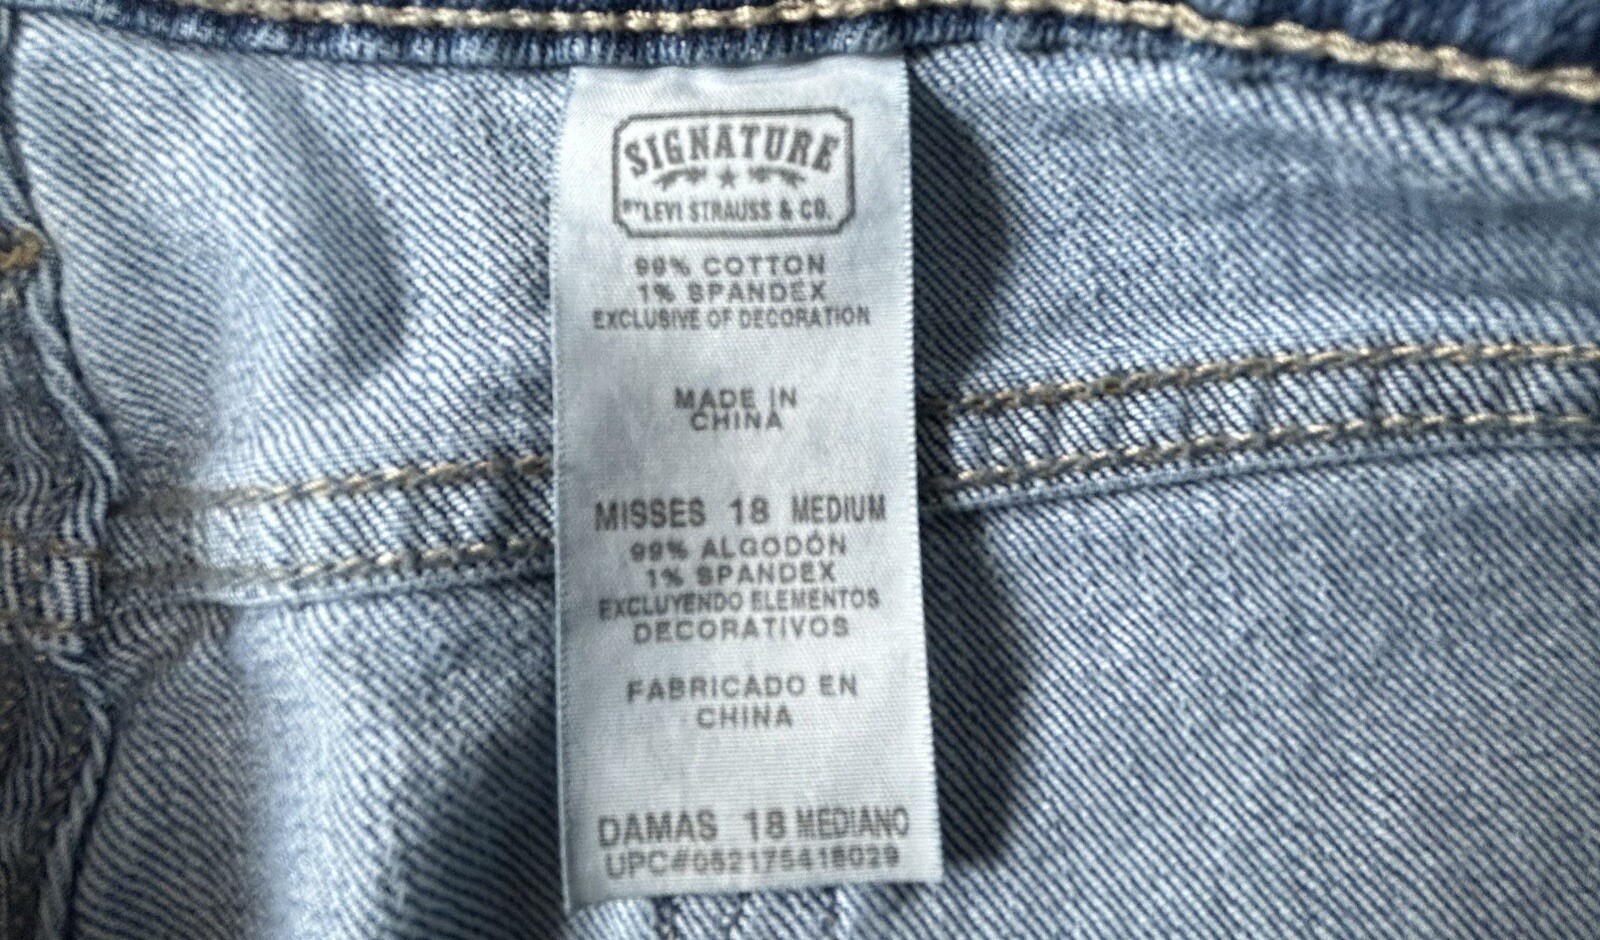 SIGNATURE
BY LEVI STRAUSS & CO.
99% COTTON
1% SPANDEX
EXCLUSIVE OF DECORATION
MADE IN
CHINA
MISSES 18 MEDIUM
99% ALGODÓN
1% SPANDEX
EXCLUYENDO ELEMENTOS
DECORATIVOS
FABRICADO EN
CHINA
DAMAS 18 MEDIANO
UPC#052175418029